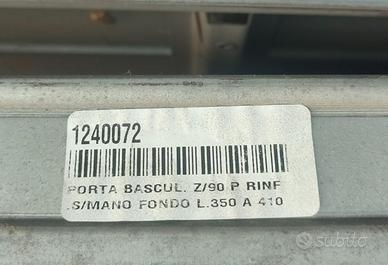 1240072
PORTA BASCUL. Z/90 P RINF
.S/MANO FONDO L.350 A 410
subito